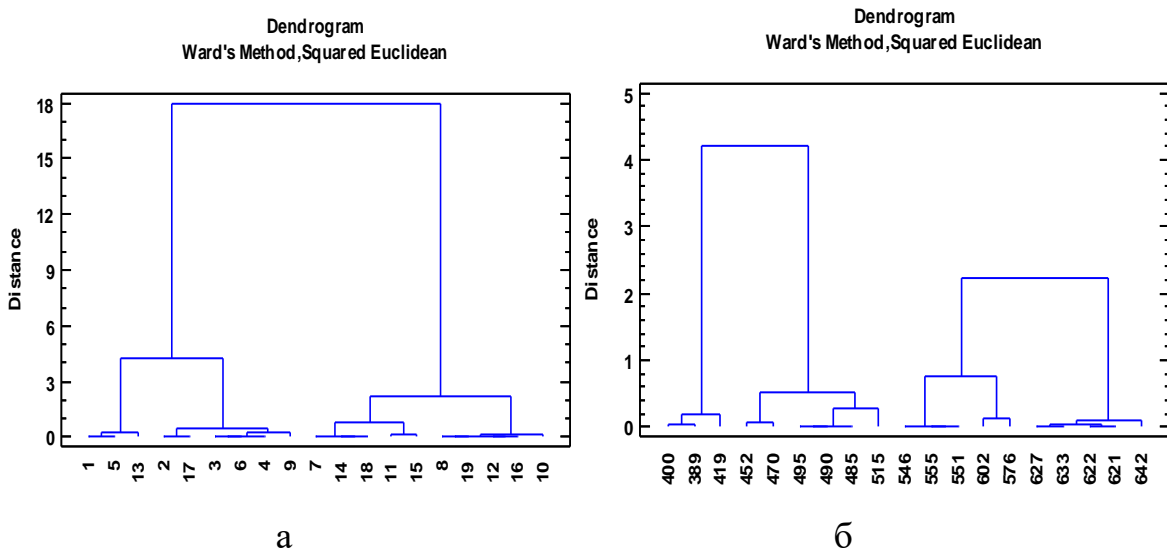 Dendrogram
Ward's Method,Squared Euclidean
18
15
12
9
6
3
0
Distance
1 5 13 2 17 3 6 4 9 7 14 18 11 15 8 19 12 16 10
а
Dendrogram
Ward's Method,Squared Euclidean
5
4
3
2
1
0
Distance
400 389 419 452 470 495 490 485 515 546 555 551 602 576 627 633 622 621 642
б